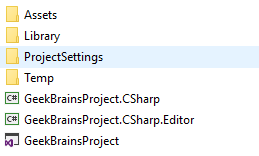 Assets
Library
ProjectSettings
Temp
C# GeekBrainsProject.CSharp
C# GeekBrainsProject.CSharp.Editor
GeekBrainsProject